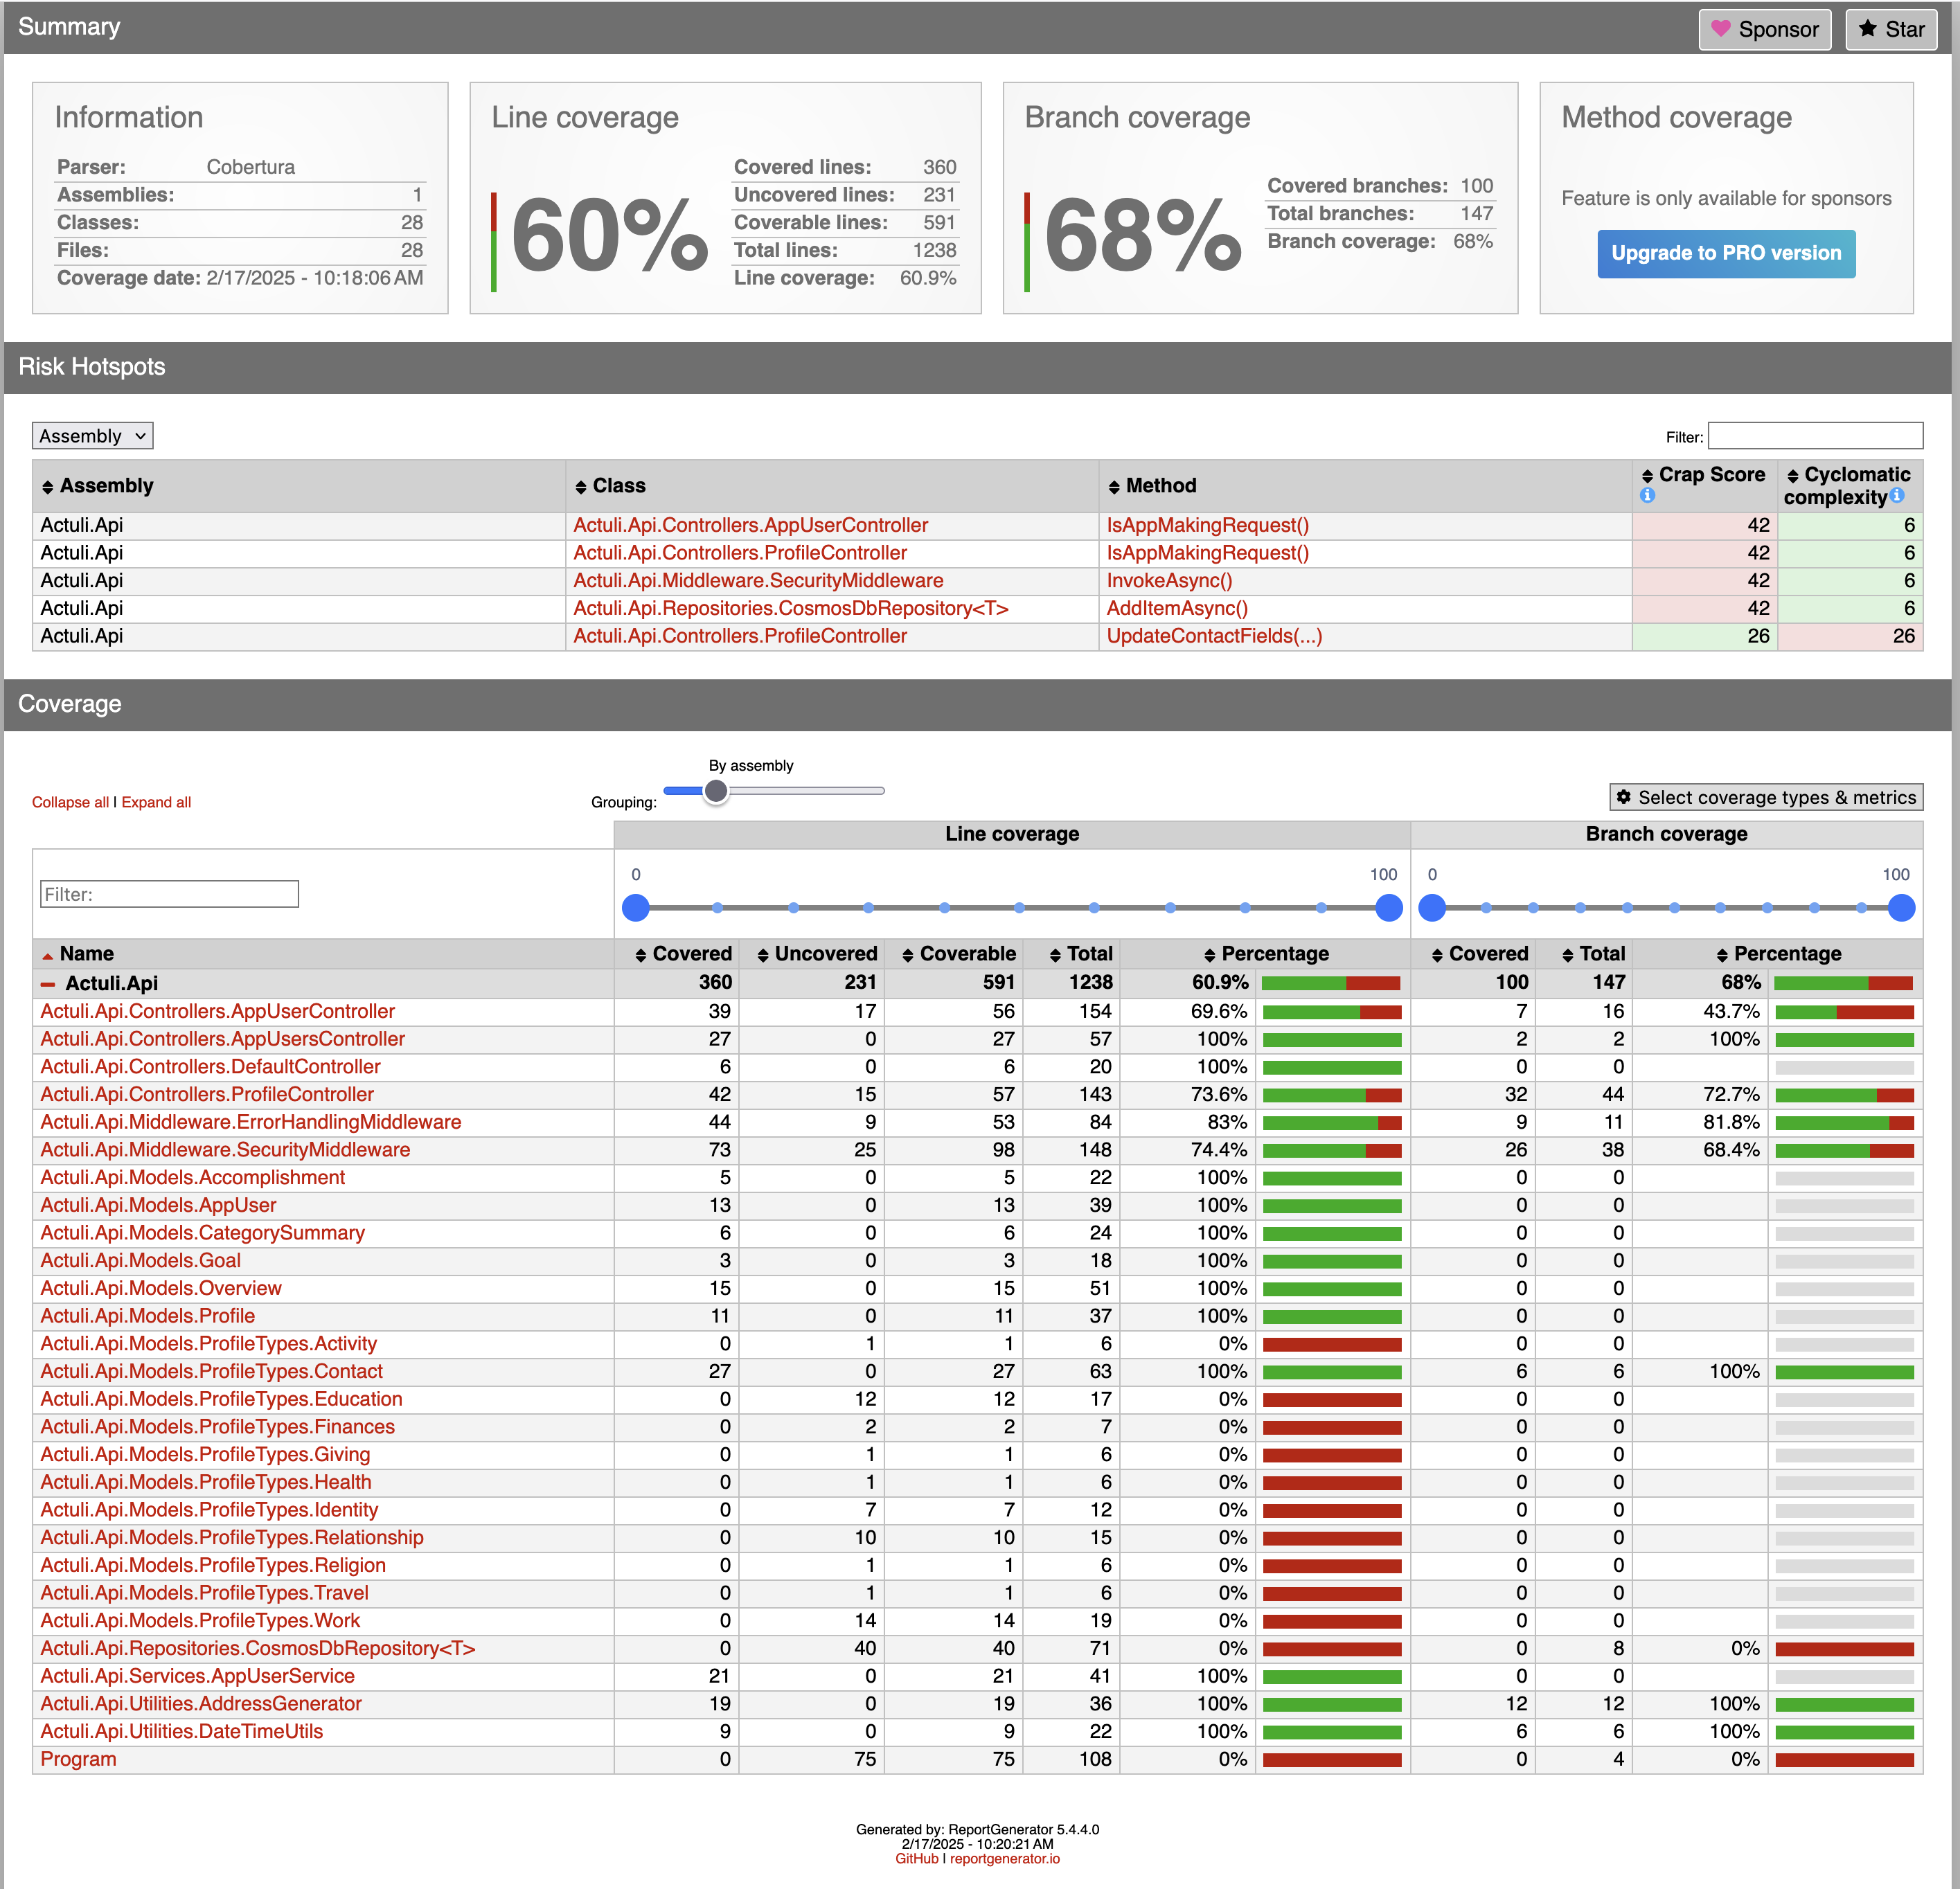 Summary
Sponsor
Star
Information
Parser: Cobertura
Assemblies: 1
Classes: 28
Files: 28
Coverage date: 2/17/2025 - 10:18:06 AM
Line coverage
60%
Covered lines: 360
Uncovered lines: 231
Coverable lines: 591
Total lines: 1238
Line coverage: 60.9%
Branch coverage
68%
Covered branches: 100
Total branches: 147
Branch coverage: 68%
Method coverage
Feature is only available for sponsors
Upgrade to PRO version
Risk Hotspots
Assembly
Filter:
Assembly Class Method Crap Score Cyclomatic complexity
Actuli.Api Actuli.Api.Controllers.AppUserController IsAppMakingRequest() 42 6
Actuli.Api Actuli.Api.Controllers.ProfileController IsAppMakingRequest() 42 6
Actuli.Api Actuli.Api.Middleware.SecurityMiddleware InvokeAsync() 42 6
Actuli.Api Actuli.Api.Repositories.CosmosDbRepository<T> AddItemAsync() 42 6
Actuli.Api Actuli.Api.Controllers.ProfileController UpdateContactFields(...) 26 26
Coverage
By assembly
Collapse all | Expand all
Grouping:
Select coverage types & metrics
Line coverage Branch coverage
0 100 0 100
Filter:
Name Covered Uncovered Coverable Total Percentage Covered Total Percentage
Actuli.Api 360 231 591 1238 60.9% 100 147 68%
Actuli.Api.Controllers.AppUserController 39 17 56 154 69.6% 7 16 43.7%
Actuli.Api.Controllers.AppUsersController 27 0 27 57 100% 2 2 100%
Actuli.Api.Controllers.DefaultController 6 0 6 20 100% 0 0
Actuli.Api.Controllers.ProfileController 42 15 57 143 73.6% 32 44 72.7%
Actuli.Api.Middleware.ErrorHandlingMiddleware 44 9 53 84 83% 9 11 81.8%
Actuli.Api.Middleware.SecurityMiddleware 73 25 98 148 74.4% 26 38 68.4%
Actuli.Api.Models.Accomplishment 5 0 5 22 100% 0 0
Actuli.Api.Models.AppUser 13 0 13 39 100% 0 0
Actuli.Api.Models.CategorySummary 6 0 6 24 100% 0 0
Actuli.Api.Models.Goal 3 0 3 18 100% 0 0
Actuli.Api.Models.Overview 15 0 15 51 100% 0 0
Actuli.Api.Models.Profile 11 0 11 37 100% 0 0
Actuli.Api.Models.ProfileTypes.Activity 0 1 1 6 0% 0 0
Actuli.Api.Models.ProfileTypes.Contact 27 0 27 63 100% 6 6 100%
Actuli.Api.Models.ProfileTypes.Education 0 12 12 17 0% 0 0
Actuli.Api.Models.ProfileTypes.Finances 0 2 2 7 0% 0 0
Actuli.Api.Models.ProfileTypes.Giving 0 1 1 6 0% 0 0
Actuli.Api.Models.ProfileTypes.Health 0 1 1 6 0% 0 0
Actuli.Api.Models.ProfileTypes.Identity 0 7 7 12 0% 0 0
Actuli.Api.Models.ProfileTypes.Relationship 0 10 10 15 0% 0 0
Actuli.Api.Models.ProfileTypes.Religion 0 1 1 6 0% 0 0
Actuli.Api.Models.ProfileTypes.Travel 0 1 1 6 0% 0 0
Actuli.Api.Models.ProfileTypes.Work 0 14 14 19 0% 0 0
Actuli.Api.Repositories.CosmosDbRepository<T> 0 40 40 71 0% 0 8 0%
Actuli.Api.Services.AppUserService 21 0 21 41 100% 0 0
Actuli.Api.Utilities.AddressGenerator 19 0 19 36 100% 12 12 100%
Actuli.Api.Utilities.DateTimeUtils 9 0 9 22 100% 6 6 100%
Program 0 75 75 108 0% 0 4 0%
Generated by: ReportGenerator 5.4.4.0
2/17/2025 - 10:20:21 AM
GitHub | reportgenerator.io